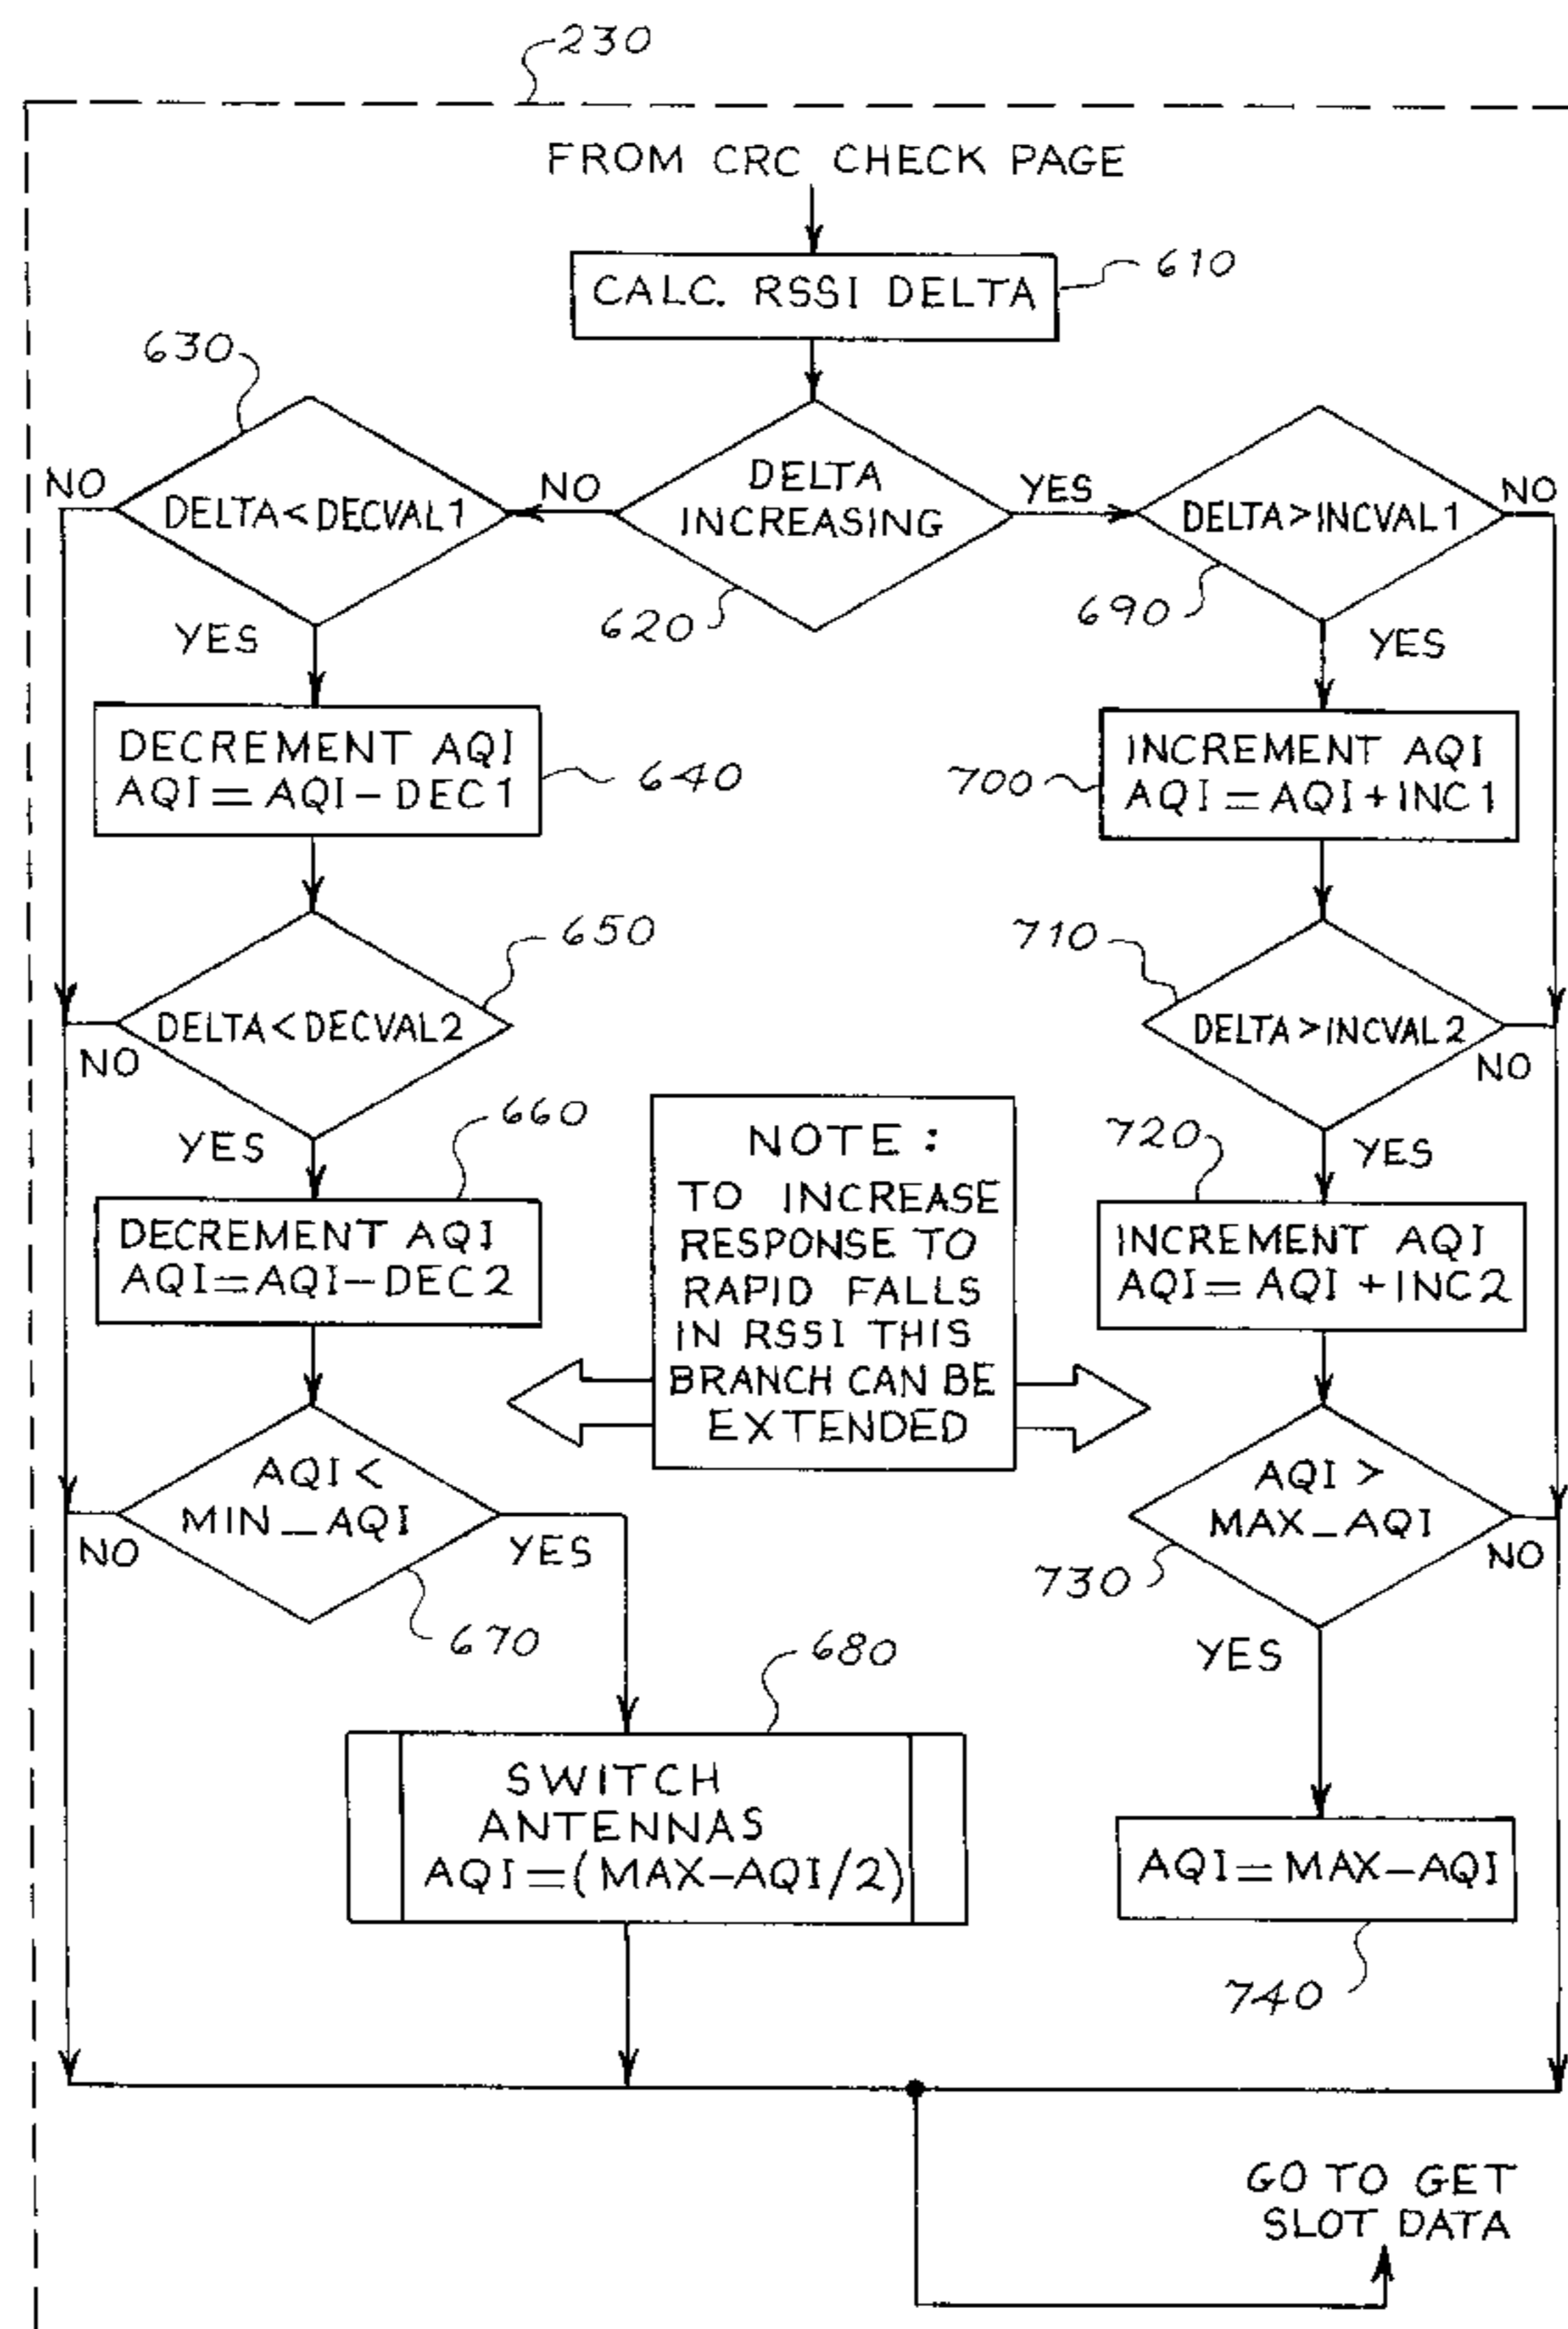 230
FROM CRC CHECK PAGE
CALC. RSSI DELTA
610
630
NO
DELTA<DECVAL1
NO
DELTA
INCREASING
YES
DELTA>INCVAL1
NO
620
690
YES
YES
DECREMENT AQI
AQI=AQI-DEC1
640
700
INCREMENT AQI
AQI=AQI+INC1
650
710
DELTA<DECVAL2
NO
DELTA>INCVAL2
NO
YES
660
720
YES
DECREMENT AQI
AQI=AQI-DEC2
NOTE:
TO INCREASE
RESPONSE TO
RAPID FALLS
IN RSSI THIS
BRANCH CAN BE
EXTENDED
INCREMENT AQI
AQI=AQI+INC2
AQI<
MIN_AQI
NO
YES
670
AQI>
MAX_AQI
NO
730
YES
680
SWITCH
ANTENNAS
AQI=(MAX-AQI/2)
AQI=MAX-AQI
740
GO TO GET
SLOT DATA